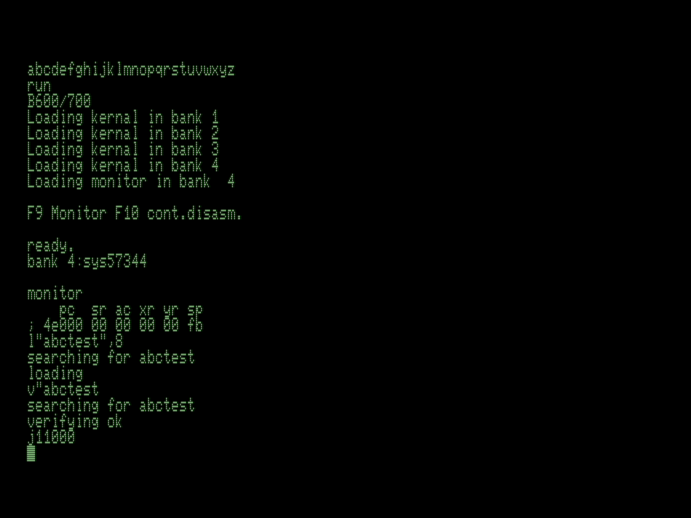 abcdefghijklmnopqrstuvwxyz
run
B600/700
Loading kernal in bank 1
Loading kernal in bank 2
Loading kernal in bank 3
Loading kernal in bank 4
Loading monitor in bank  4
F9 Monitor F10 cont.disasm.
ready.
bank 4:sys57344
monitor
    pc  sr ac xr yr sp
; 4e000 00 00 00 00 fb
l"abctest",8
searching for abctest
loading
v"abctest
searching for abctest
verifying ok
j11000